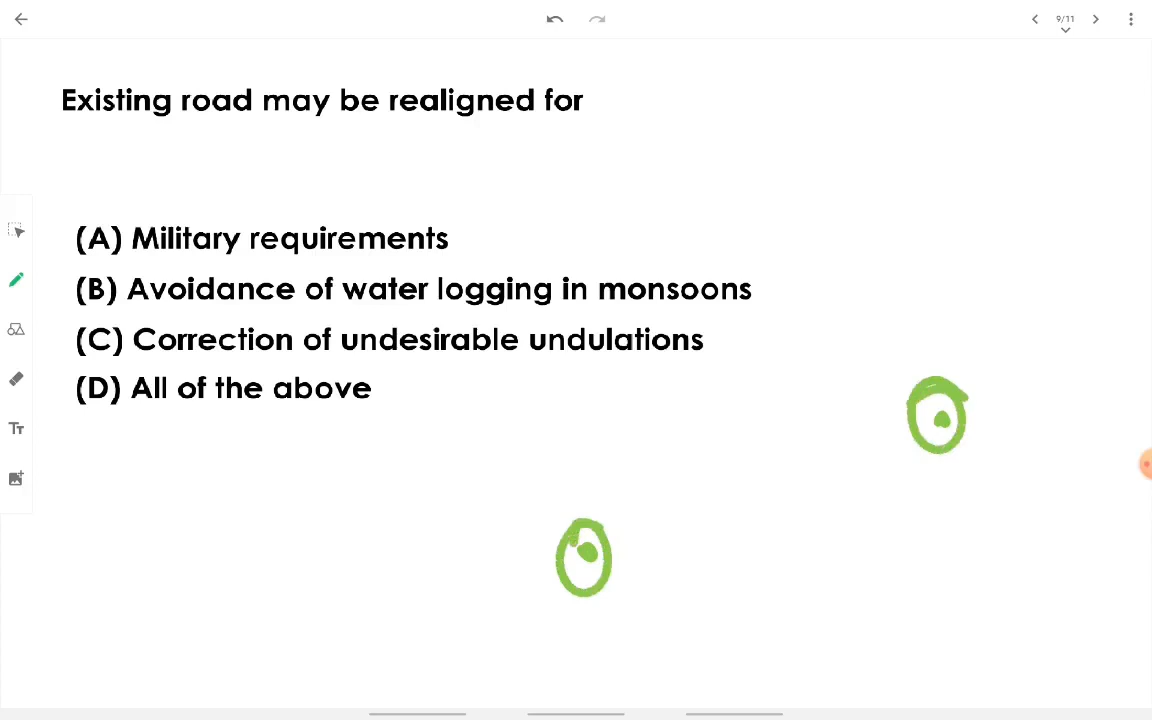 9/11
Existing road may be realigned for
(A) Military requirements
(B) Avoidance of water logging in monsoons
(C) Correction of undesirable undulations
(D) All of the above
Tт